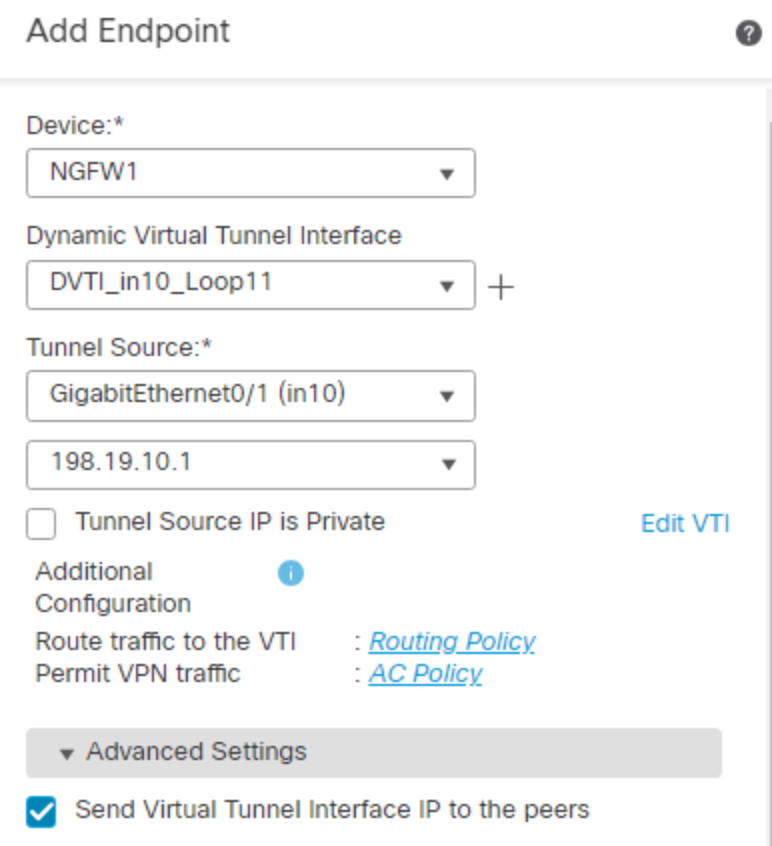 Add Endpoint
?
Device:*
NGFW1
Dynamic Virtual Tunnel Interface
DVTI_in10_Loop11
+
Tunnel Source:*
GigabitEthernet0/1 (in10)
198.19.10.1
Tunnel Source IP is Private
Edit VTI
Additional i
Configuration
Route traffic to the VTI : Routing Policy
Permit VPN traffic : AC Policy
Advanced Settings
Send Virtual Tunnel Interface IP to the peers